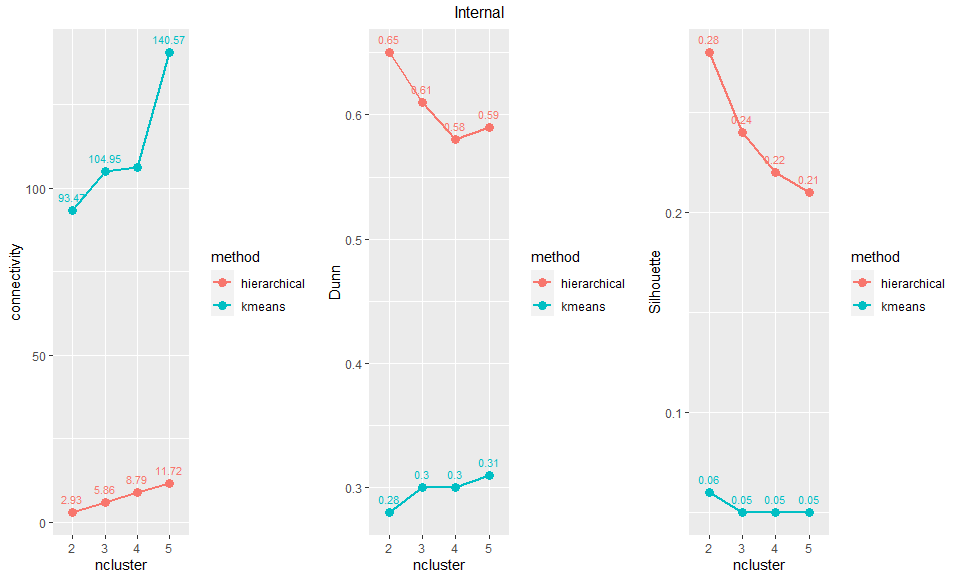 Internal
connectivity
100
50
0
93.47
104.95
140.57
2.93
5.86
8.79
11.72
2 3 4 5
ncluster
method
hierarchical
kmeans
Dunn
0.6
0.5
0.4
0.3
0.65
0.61
0.58
0.59
0.28
0.3
0.3
0.31
2 3 4 5
ncluster
method
hierarchical
kmeans
Silhouette
0.2
0.1
0.28
0.24
0.22
0.21
0.06
0.05
0.05
0.05
2 3 4 5
ncluster
method
hierarchical
kmeans